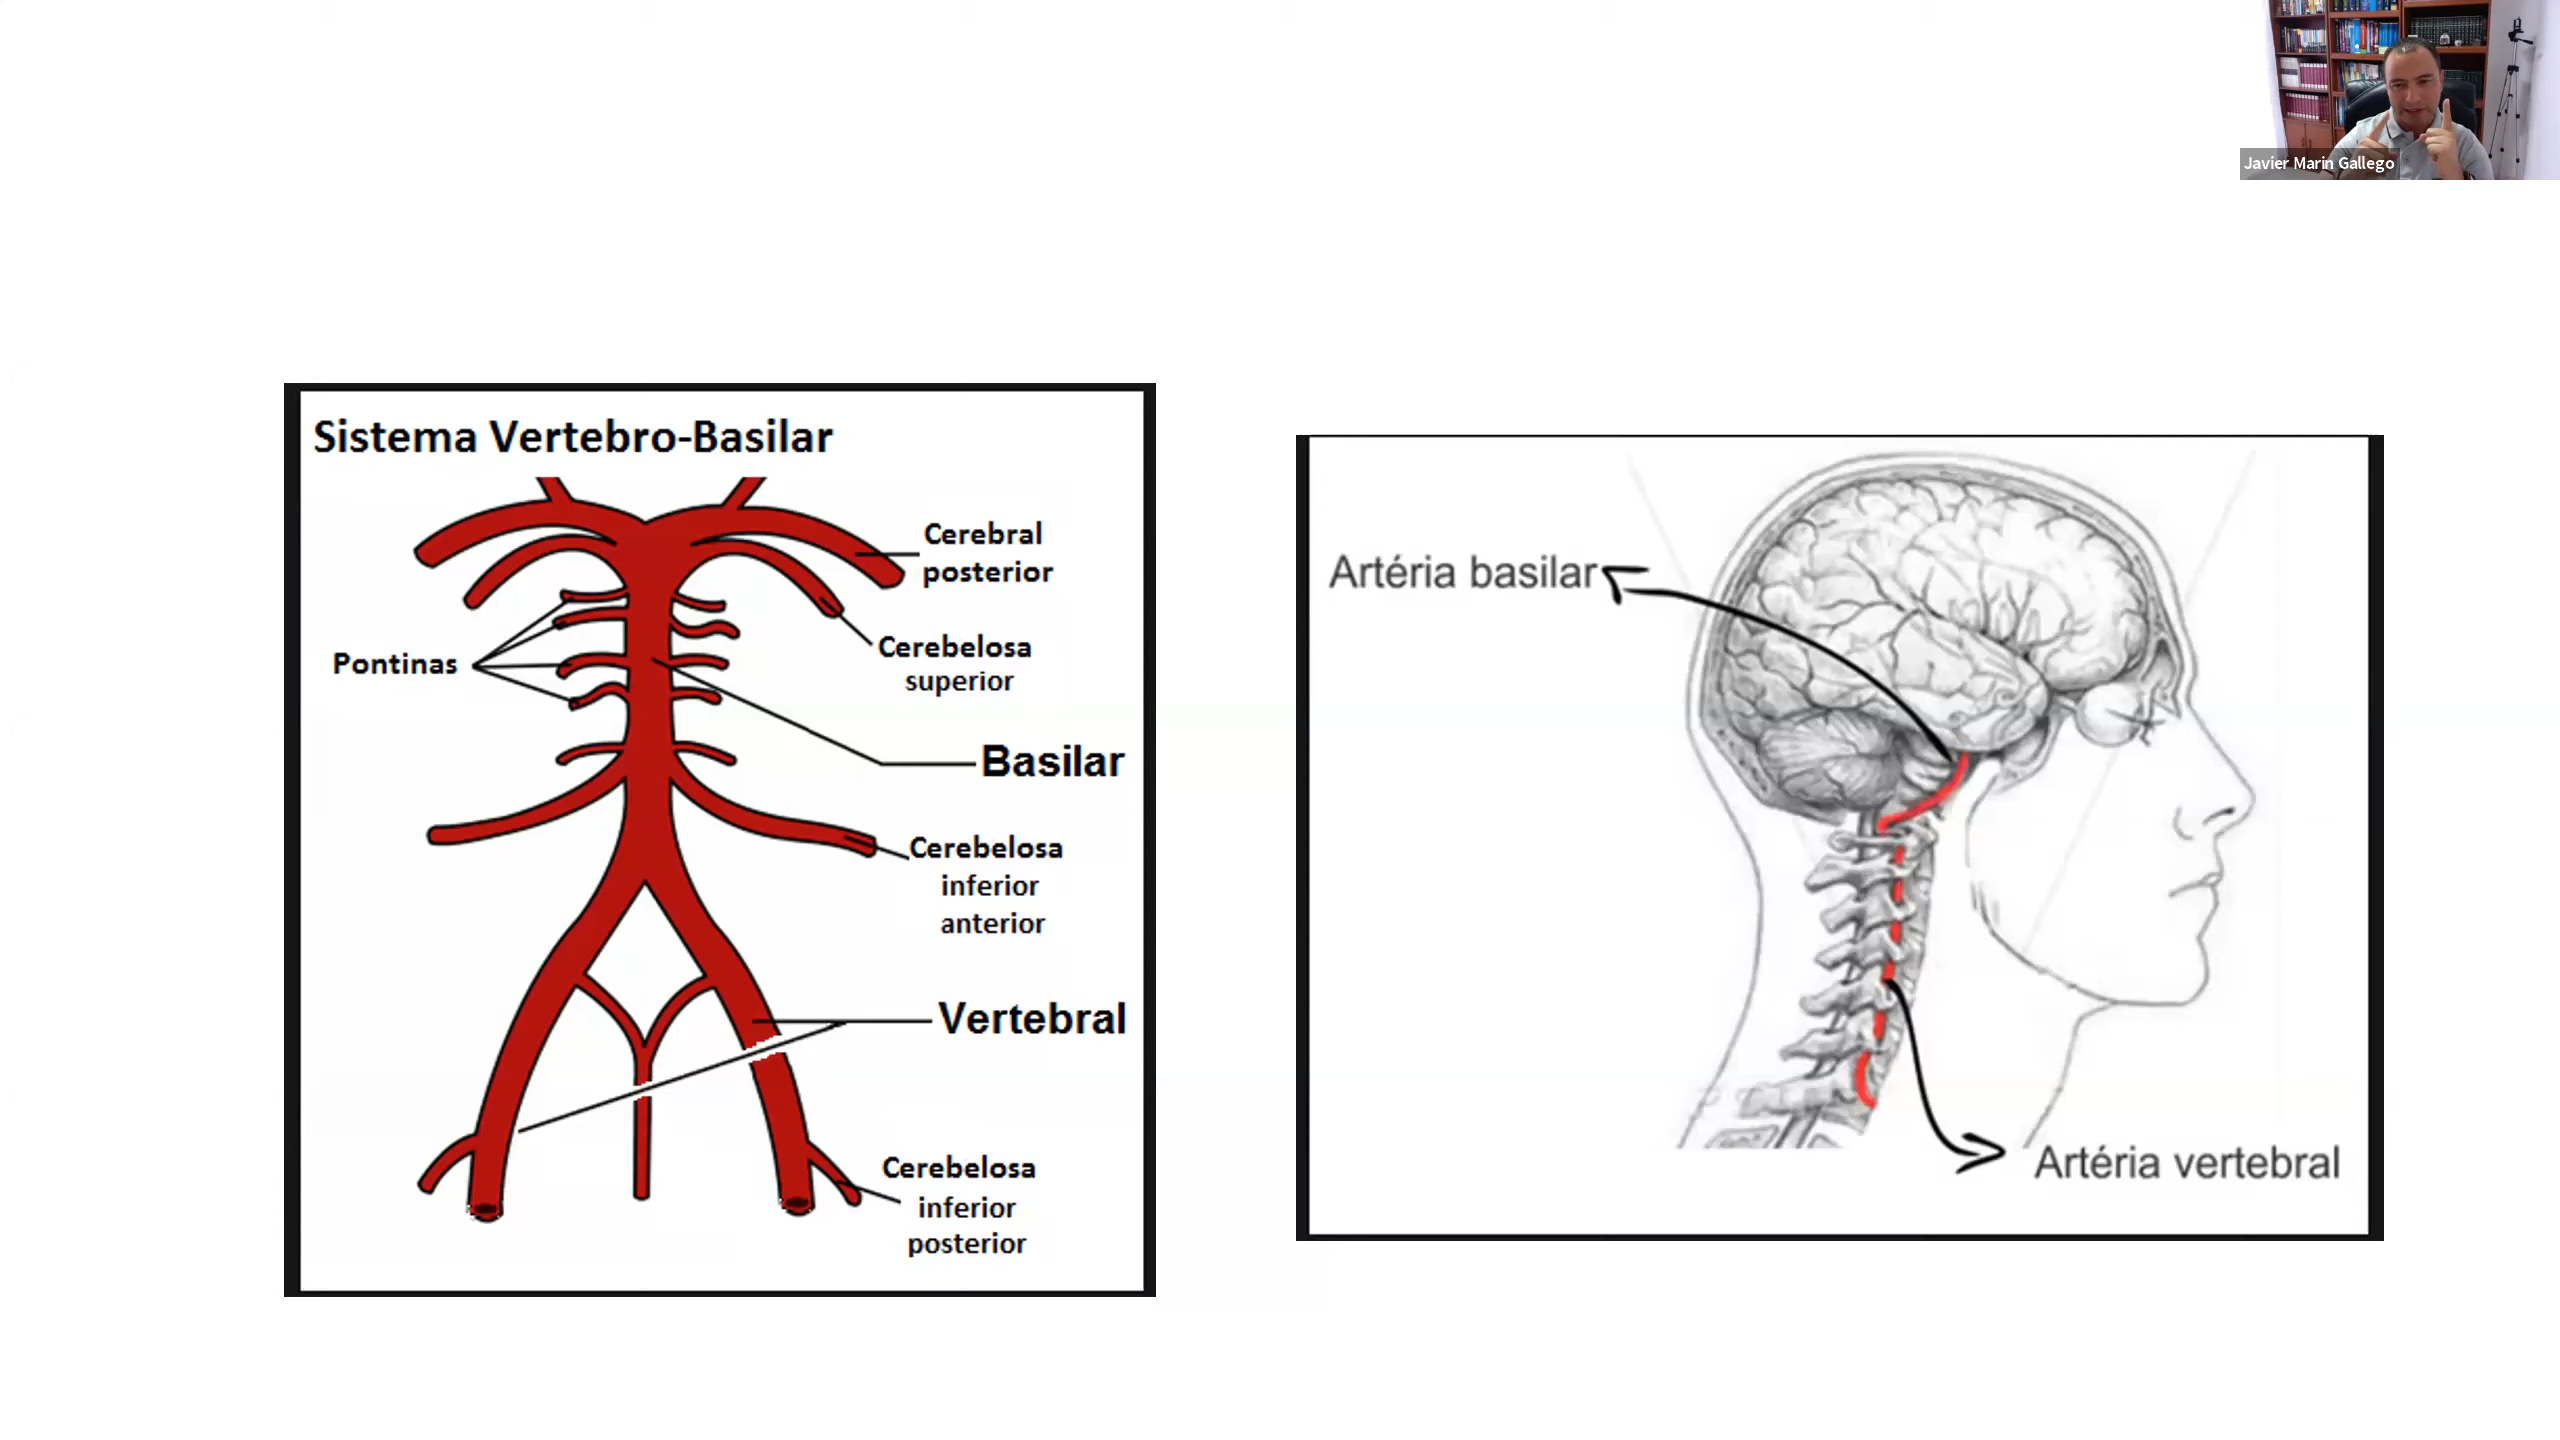 Javier Marin Gallego
Sistema Vertebro-Basilar
Cerebral
posterior
Cerebelosa
superior
Pontinas
Basilar
Cerebelosa
inferior
anterior
Vertebral
Cerebelosa
inferior
posterior
Artéria basilar
Artéria vertebral